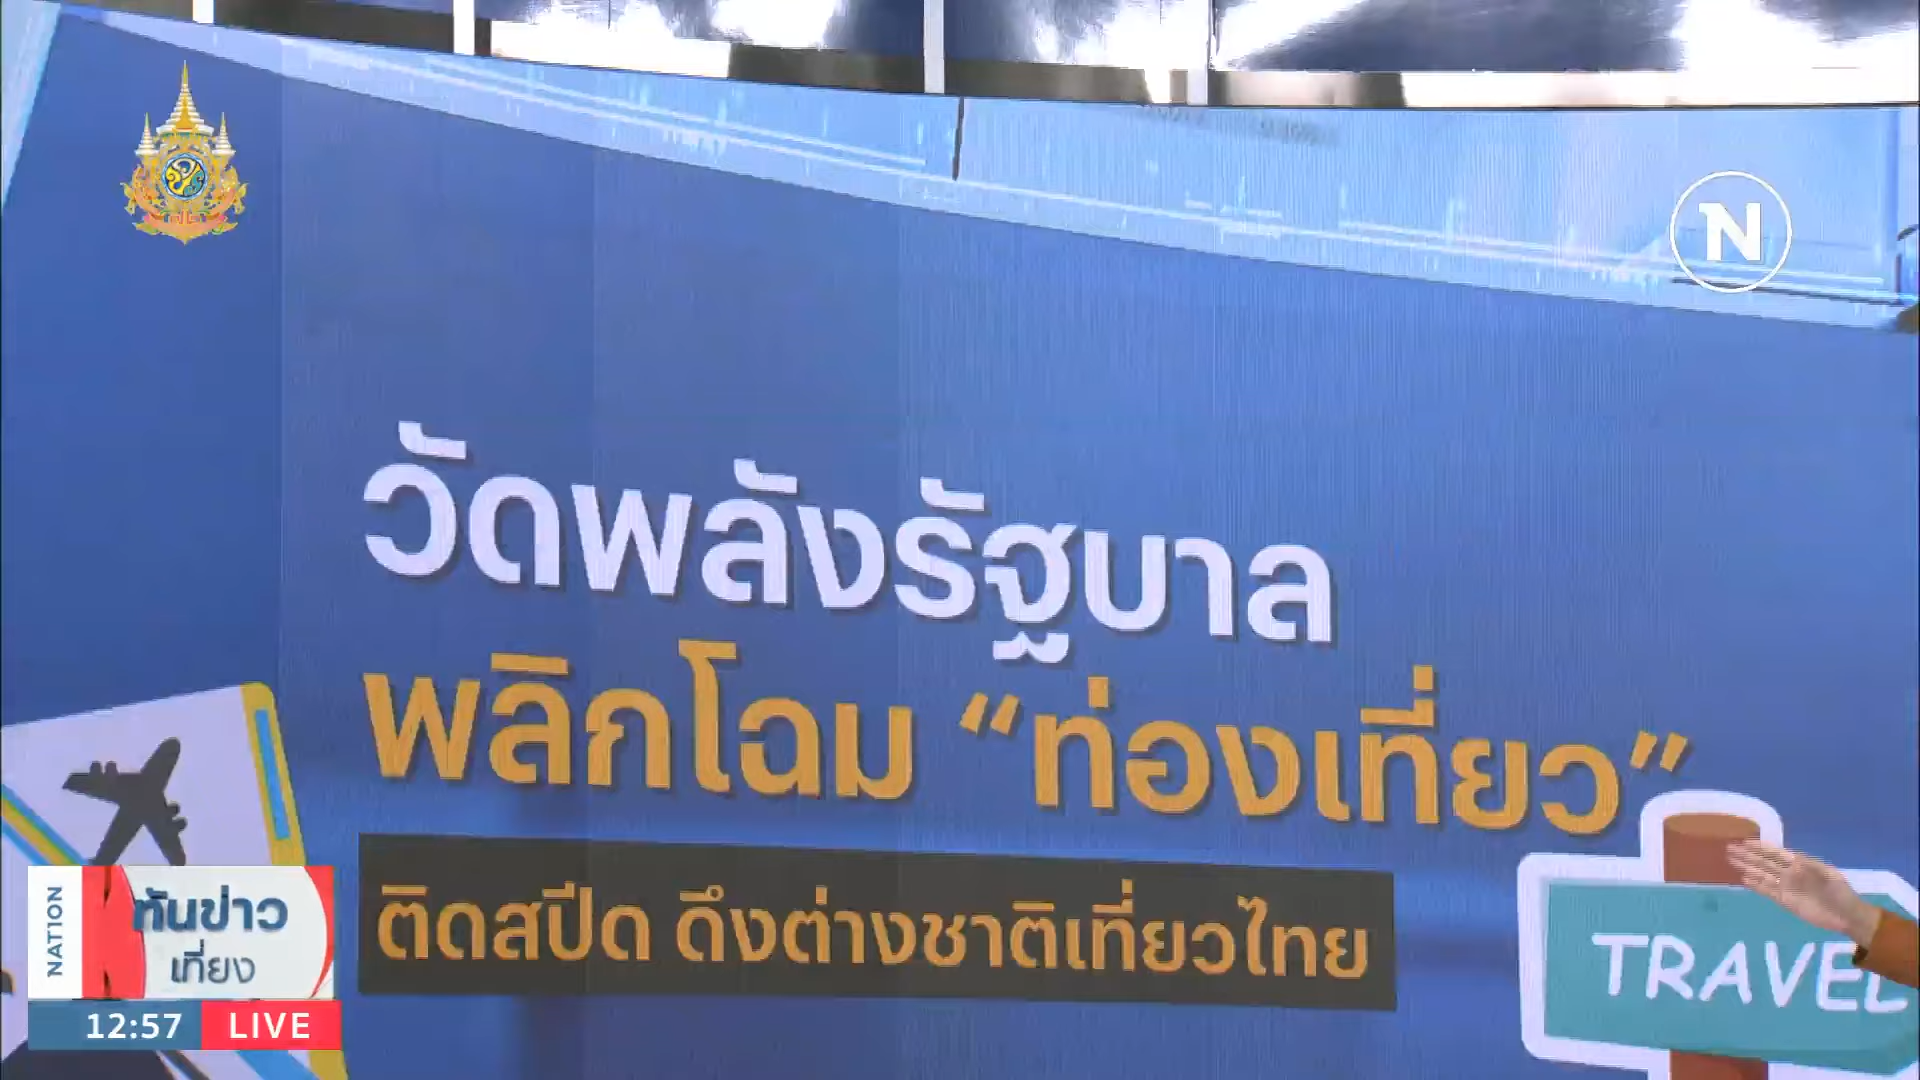 N
วัดพลังรัฐบาล
พลิกโฉม “ท่องเที่ยว”
ติดสปีด ดึงต่างชาติเที่ยวไทย
TRAVEL
NATION
ทันข่าว
เที่ยง
12:57 LIVE